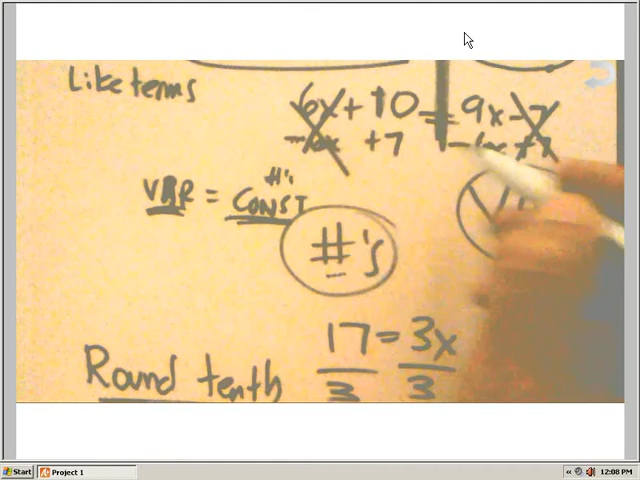 Like terms
6x + 10 = 9x - 7
-6x +7 -6x +7
#'s
VAR = CONST
#'s
17 = 3x
3 3
Round tenth
Start Project 1 « 12:08 PM